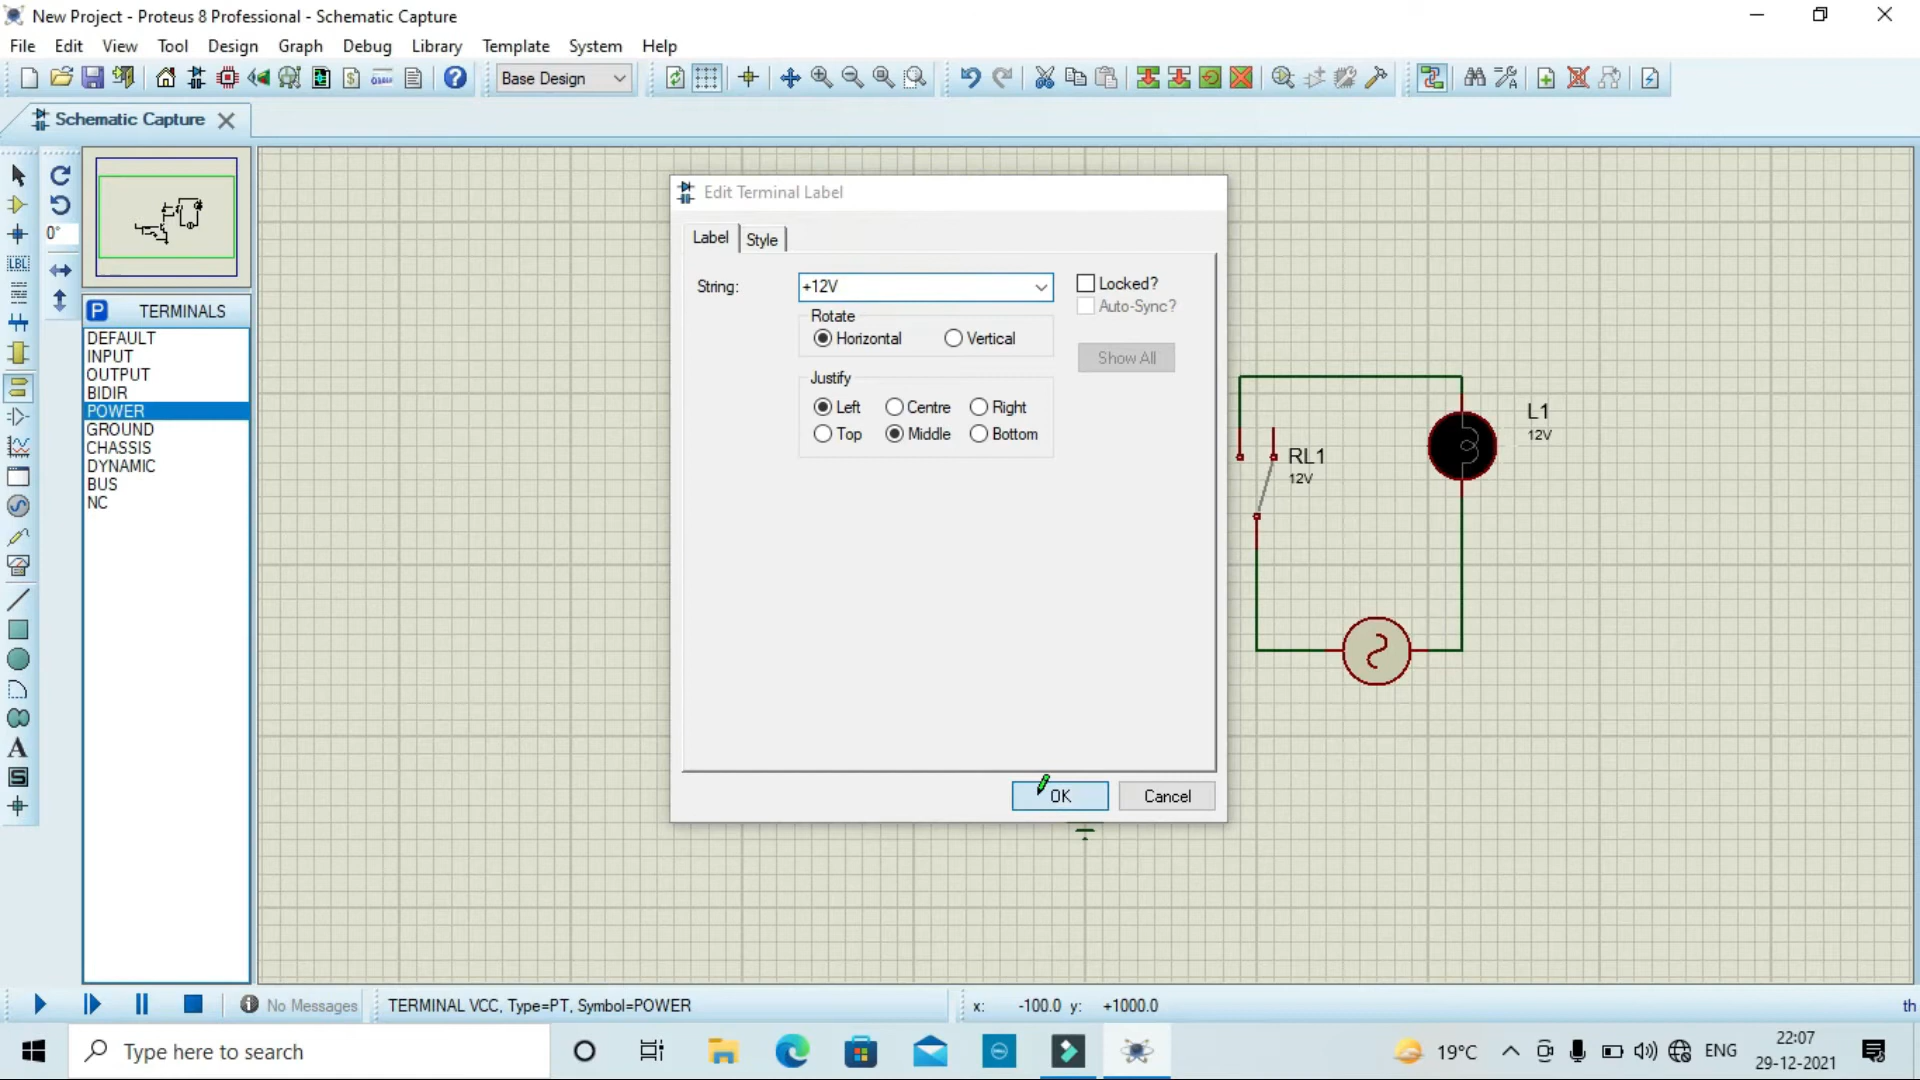 New Project - Proteus 8 Professional - Schematic Capture
File Edit View Tool Design Graph Debug Library Template System Help
Base Design
Schematic Capture
LBL
0°
P TERMINALS
DEFAULT
INPUT
OUTPUT
BIDIR
POWER
GROUND
CHASSIS
DYNAMIC
BUS
NC
A
S
Edit Terminal Label
Label Style
String: +12V
Locked?
Auto-Sync?
Rotate
Horizontal Vertical
Show All
Justify
Left Centre Right
Top Middle Bottom
OK Cancel
RL1
12V
L1
12V
No Messages
TERMINAL VCC, Type=PT, Symbol=POWER
x: -100.0 y: +1000.0
th
Type here to search
19°C
ENG
22:07
29-12-2021